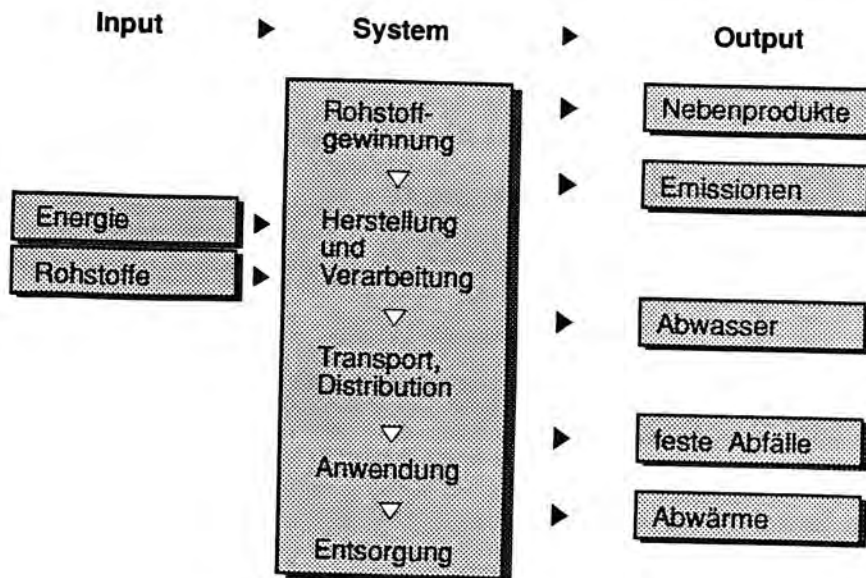 Input
System
Output
Energie
Rohstoffe
Rohstoff-
gewinnung
Herstellung
und
Verarbeitung
Transport,
Distribution
Anwendung
Entsorgung
Nebenprodukte
Emissionen
Abwasser
feste Abfälle
Abwärme